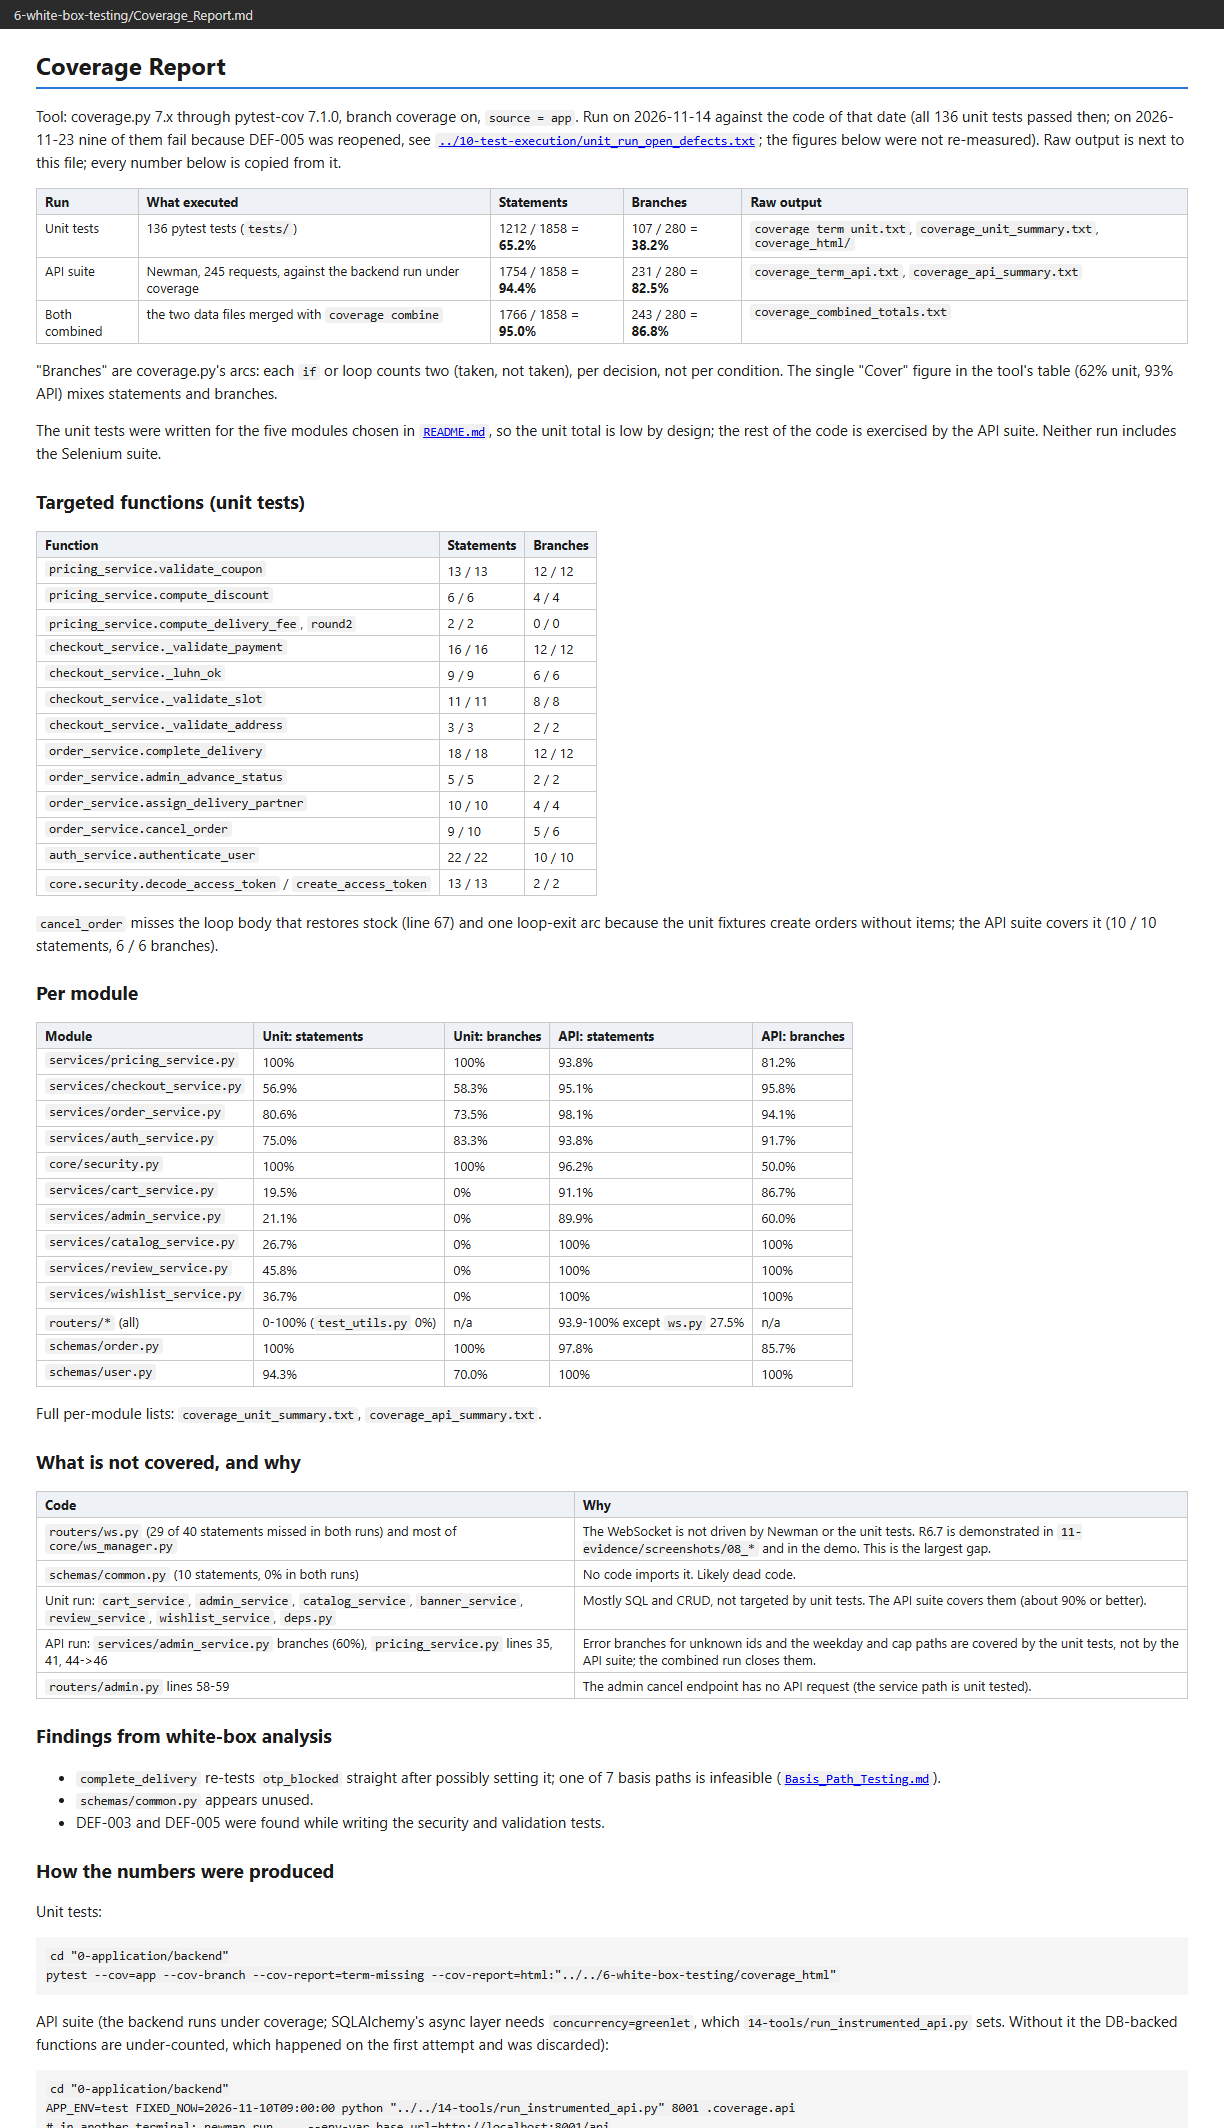 6-white-box-testing/Coverage_Report.md
Coverage Report
Tool: coverage.py 7.x through pytest-cov 7.1.0, branch coverage on, source = app. Run on 2026-11-14 against the code of that date (all 136 unit tests passed then; on 2026-
11-23 nine of them fail because DEF-005 was reopened, see ../10-test-execution/unit_run_open_defects.txt; the figures below were not re-measured). Raw output is next to
this file; every number below is copied from it.
Run What executed Statements Branches Raw output
Unit tests 136 pytest tests (tests/) 1212 / 1858 = 65.2% 107 / 280 = 38.2% coverage term unit.txt, coverage_unit_summary.txt, coverage_html/
API suite Newman, 245 requests, against the backend run under coverage 1754 / 1858 = 94.4% 231 / 280 = 82.5% coverage_term_api.txt, coverage_api_summary.txt
Both combined the two data files merged with coverage combine 1766 / 1858 = 95.0% 243 / 280 = 86.8% coverage_combined_totals.txt
"Branches" are coverage.py's arcs: each if or loop counts two (taken, not taken), per decision, not per condition. The single "Cover" figure in the tool's table (62% unit, 93%
API) mixes statements and branches.
The unit tests were written for the five modules chosen in README.md, so the unit total is low by design; the rest of the code is exercised by the API suite. Neither run includes
the Selenium suite.
Targeted functions (unit tests)
Function Statements Branches
pricing_service.validate_coupon 13 / 13 12 / 12
pricing_service.compute_discount 6 / 6 4 / 4
pricing_service.compute_delivery_fee, round2 2 / 2 0 / 0
checkout_service._validate_payment 16 / 16 12 / 12
checkout_service._luhn_ok 9 / 9 6 / 6
checkout_service._validate_slot 11 / 11 8 / 8
checkout_service._validate_address 3 / 3 2 / 2
order_service.complete_delivery 18 / 18 12 / 12
order_service.admin_advance_status 5 / 5 2 / 2
order_service.assign_delivery_partner 10 / 10 4 / 4
order_service.cancel_order 9 / 10 5 / 6
auth_service.authenticate_user 22 / 22 10 / 10
core.security.decode_access_token / create_access_token 13 / 13 2 / 2
cancel_order misses the loop body that restores stock (line 67) and one loop-exit arc because the unit fixtures create orders without items; the API suite covers it (10 / 10
statements, 6 / 6 branches).
Per module
Module Unit: statements Unit: branches API: statements API: branches
services/pricing_service.py 100% 100% 93.8% 81.2%
services/checkout_service.py 56.9% 58.3% 95.1% 95.8%
services/order_service.py 80.6% 73.5% 98.1% 94.1%
services/auth_service.py 75.0% 83.3% 93.8% 91.7%
core/security.py 100% 100% 96.2% 50.0%
services/cart_service.py 19.5% 0% 91.1% 86.7%
services/admin_service.py 21.1% 0% 89.9% 60.0%
services/catalog_service.py 26.7% 0% 100% 100%
services/review_service.py 45.8% 0% 100% 100%
services/wishlist_service.py 36.7% 0% 100% 100%
routers/* (all) 0-100% (test_utils.py 0%) n/a 93.9-100% except ws.py 27.5% n/a
schemas/order.py 100% 100% 97.8% 85.7%
schemas/user.py 94.3% 70.0% 100% 100%
Full per-module lists: coverage_unit_summary.txt, coverage_api_summary.txt.
What is not covered, and why
Code Why
routers/ws.py (29 of 40 statements missed in both runs) and most of core/ws_manager.py The WebSocket is not driven by Newman or the unit tests. R6.7 is demonstrated in 11-evidence/screenshots/08_* and in the demo. This is the largest gap.
schemas/common.py (10 statements, 0% in both runs) No code imports it. Likely dead code.
Unit run: cart_service, admin_service, catalog_service, banner_service, review_service, wishlist_service, deps.py Mostly SQL and CRUD, not targeted by unit tests. The API suite covers them (about 90% or better).
API run: services/admin_service.py branches (60%), pricing_service.py lines 35, 41, 44->46 Error branches for unknown ids and the weekday and cap paths are covered by the unit tests, not by the API suite; the combined run closes them.
routers/admin.py lines 58-59 The admin cancel endpoint has no API request (the service path is unit tested).
Findings from white-box analysis
• complete_delivery re-tests otp_blocked straight after possibly setting it; one of 7 basis paths is infeasible (Basis_Path_Testing.md).
• schemas/common.py appears unused.
• DEF-003 and DEF-005 were found while writing the security and validation tests.
How the numbers were produced
Unit tests:
cd "0-application/backend"
pytest --cov=app --cov-branch --cov-report=term-missing --cov-report=html:"../../6-white-box-testing/coverage_html"
API suite (the backend runs under coverage; SQLAlchemy's async layer needs concurrency=greenlet, which 14-tools/run_instrumented_api.py sets. Without it the DB-backed
functions are under-counted, which happened on the first attempt and was discarded):
cd "0-application/backend"
APP_ENV=test FIXED_NOW=2026-11-10T09:00:00 python "../../14-tools/run_instrumented_api.py" 8001 .coverage.api
# in another terminal: newman run ... --env-var base_url=http://localhost:8001/api